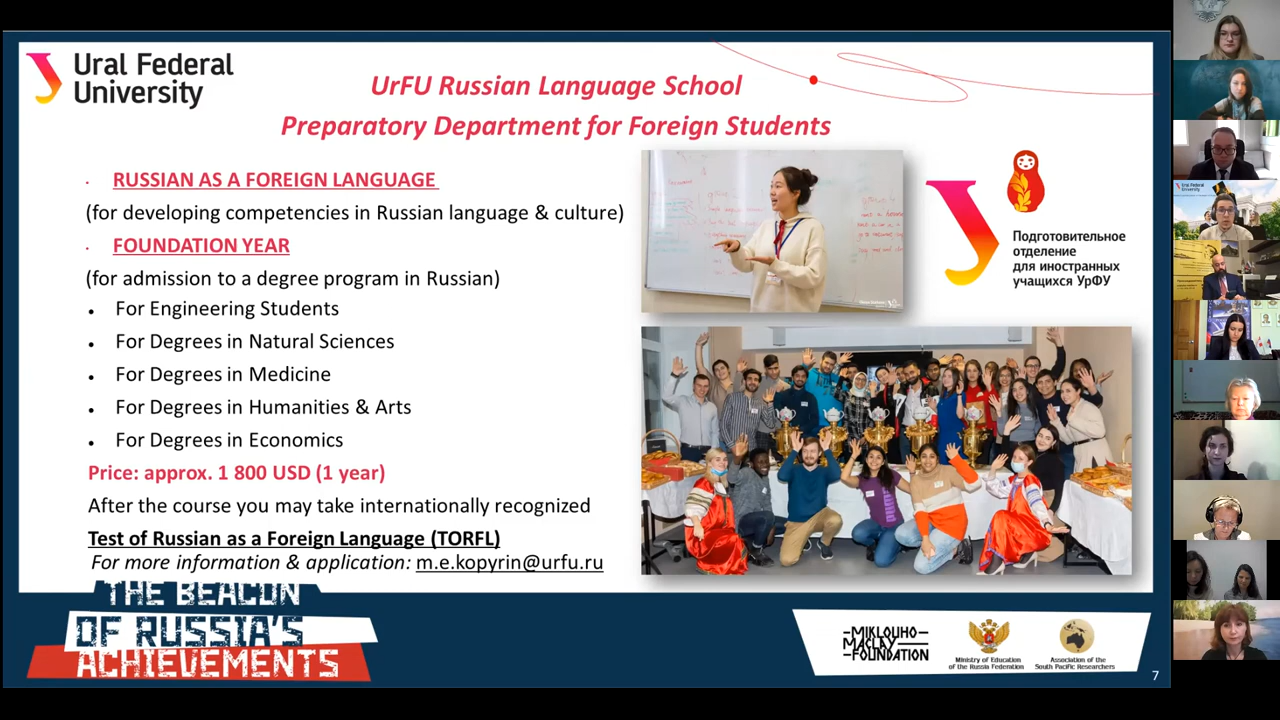 Ural Federal
University
UrFU Russian Language School
Preparatory Department for Foreign Students
RUSSIAN AS A FOREIGN LANGUAGE
(for developing competencies in Russian language & culture)
FOUNDATION YEAR
(for admission to a degree program in Russian)
For Engineering Students
For Degrees in Natural Sciences
For Degrees in Medicine
For Degrees in Humanities & Arts
For Degrees in Economics
Price: approx. 1 800 USD (1 year)
After the course you may take internationally recognized
Test of Russian as a Foreign Language (TORFL)
For more information & application: m.e.kopyrin@urfu.ru
Подготовительное
отделение
для иностранных
учащихся УрФУ
THE BEACON
OF RUSSIA'S
ACHIEVEMENTS
MIKLOUHO
MACLAY
FOUNDATION
Ministry of Education
of the Russia Federation
Association of the
South Pacific Researchers
7
Ural Federal
University